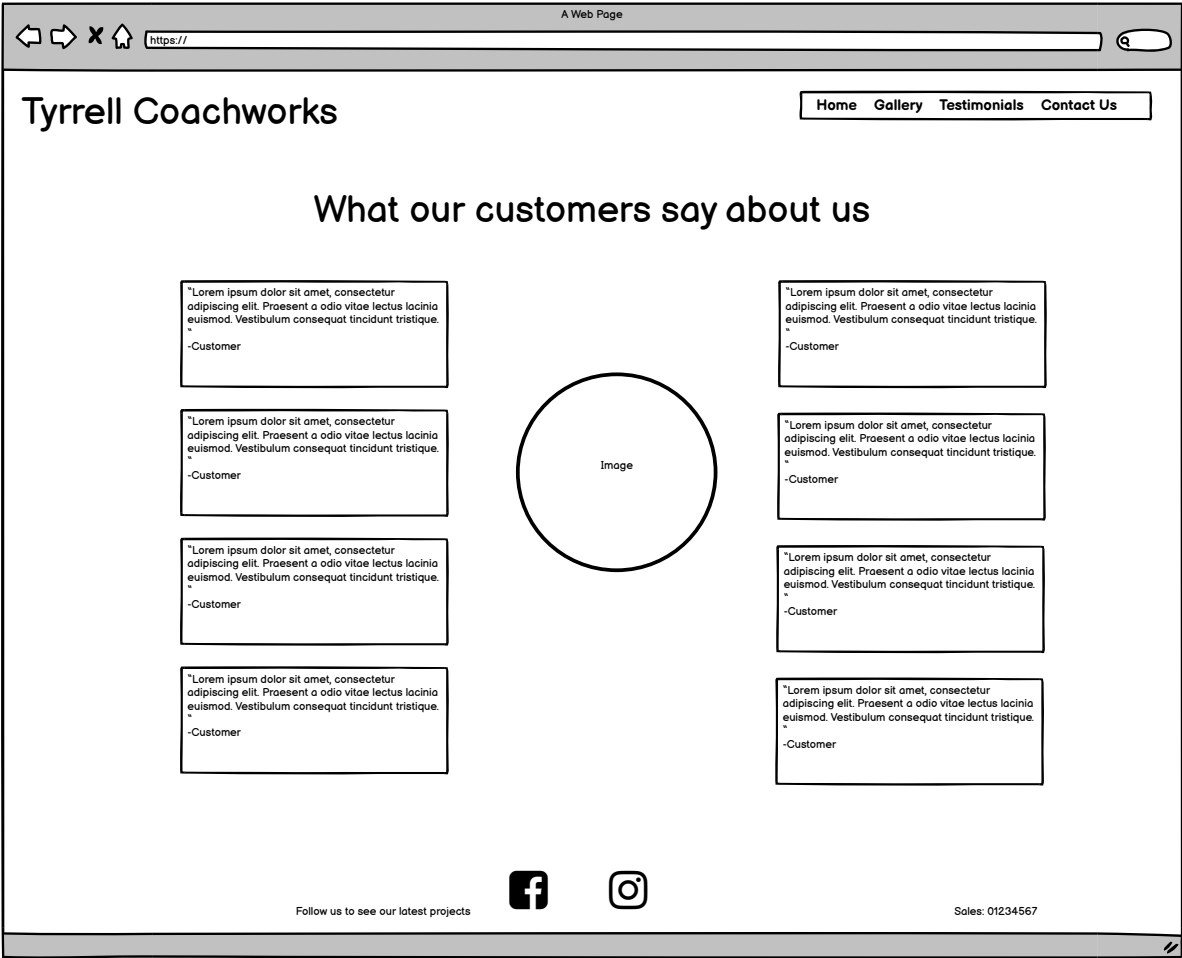 A Web Page
https://
Tyrrell Coachworks
Home Gallery Testimonials Contact Us
What our customers say about us
"Lorem ipsum dolor sit amet, consectetur
adipiscing elit. Praesent a odio vitae lectus lacinia
euismod. Vestibulum consequat tincidunt tristique.
"
-Customer
"Lorem ipsum dolor sit amet, consectetur
adipiscing elit. Praesent a odio vitae lectus lacinia
euismod. Vestibulum consequat tincidunt tristique.
"
-Customer
"Lorem ipsum dolor sit amet, consectetur
adipiscing elit. Praesent a odio vitae lectus lacinia
euismod. Vestibulum consequat tincidunt tristique.
"
-Customer
"Lorem ipsum dolor sit amet, consectetur
adipiscing elit. Praesent a odio vitae lectus lacinia
euismod. Vestibulum consequat tincidunt tristique.
"
-Customer
Image
"Lorem ipsum dolor sit amet, consectetur
adipiscing elit. Praesent a odio vitae lectus lacinia
euismod. Vestibulum consequat tincidunt tristique.
"
-Customer
"Lorem ipsum dolor sit amet, consectetur
adipiscing elit. Praesent a odio vitae lectus lacinia
euismod. Vestibulum consequat tincidunt tristique.
"
-Customer
"Lorem ipsum dolor sit amet, consectetur
adipiscing elit. Praesent a odio vitae lectus lacinia
euismod. Vestibulum consequat tincidunt tristique.
"
-Customer
"Lorem ipsum dolor sit amet, consectetur
adipiscing elit. Praesent a odio vitae lectus lacinia
euismod. Vestibulum consequat tincidunt tristique.
"
-Customer
Follow us to see our latest projects
Sales: 01234567